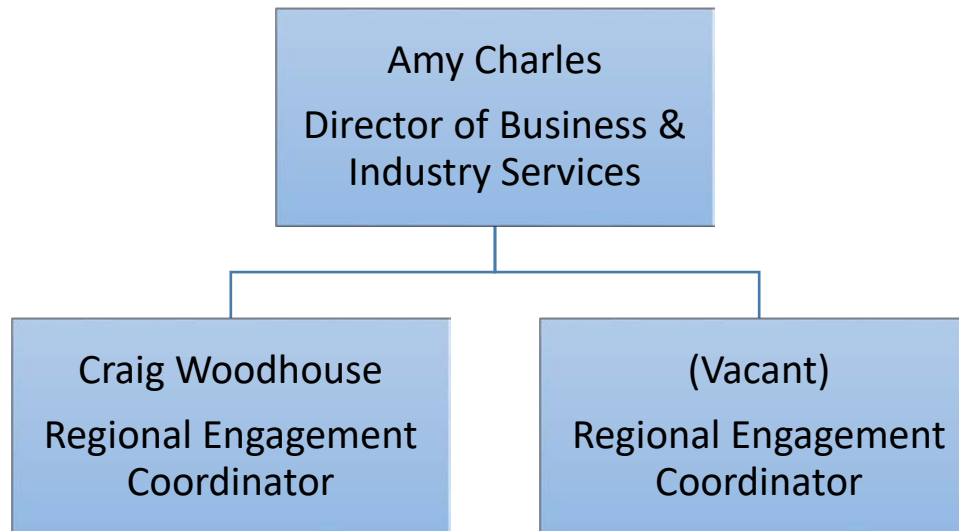 Amy Charles
Director of Business &
Industry Services
Craig Woodhouse
Regional Engagement
Coordinator
(Vacant)
Regional Engagement
Coordinator